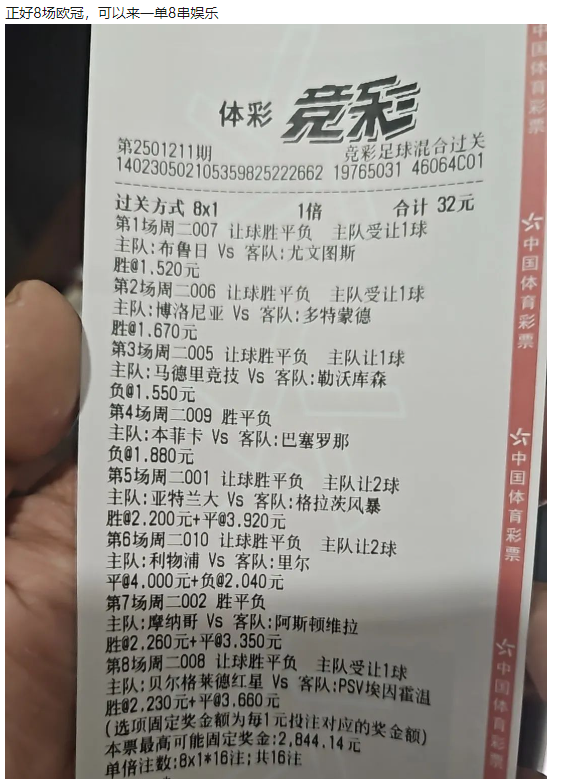 正好8场欧冠，可以来一单8串娱乐
体彩 竞彩
第2501211期 竞彩足球混合过关
140230502105359825222662 19765031 46064C01
过关方式 8x1 1倍 合计 32元
第1场周二007 让球胜平负 主队受让1球
主队:布鲁日 Vs 客队:尤文图斯
胜@1.520元
第2场周二006 让球胜平负 主队受让1球
主队:博洛尼亚 Vs 客队:多特蒙德
胜@1.670元
第3场周二005 让球胜平负 主队让1球
主队:马德里竞技 Vs 客队:勒沃库森
负@1.550元
第4场周二009 胜平负
主队:本菲卡 Vs 客队:巴塞罗那
负@1.880元
第5场周二001 让球胜平负 主队让2球
主队:亚特兰大 Vs 客队:格拉茨风暴
胜@2.200元+平@3.920元
第6场周二010 让球胜平负 主队让2球
主队:利物浦 Vs 客队:里尔
平@4.000元+负@2.040元
第7场周二002 胜平负
主队:摩纳哥 Vs 客队:阿斯顿维拉
胜@2.260元+平@3.350元
第8场周二008 让球胜平负 主队受让1球
主队:贝尔格莱德红星 Vs 客队:PSV埃因霍温
胜@2.230元+平@3.660元
(选项固定奖金额为每1元投注对应的奖金额)
本票最高可能固定奖金:2,844.14元
单倍注数:8x1*16注;共16注
中国体育彩票
中国体育彩票
中国体育彩票
中国体育彩票